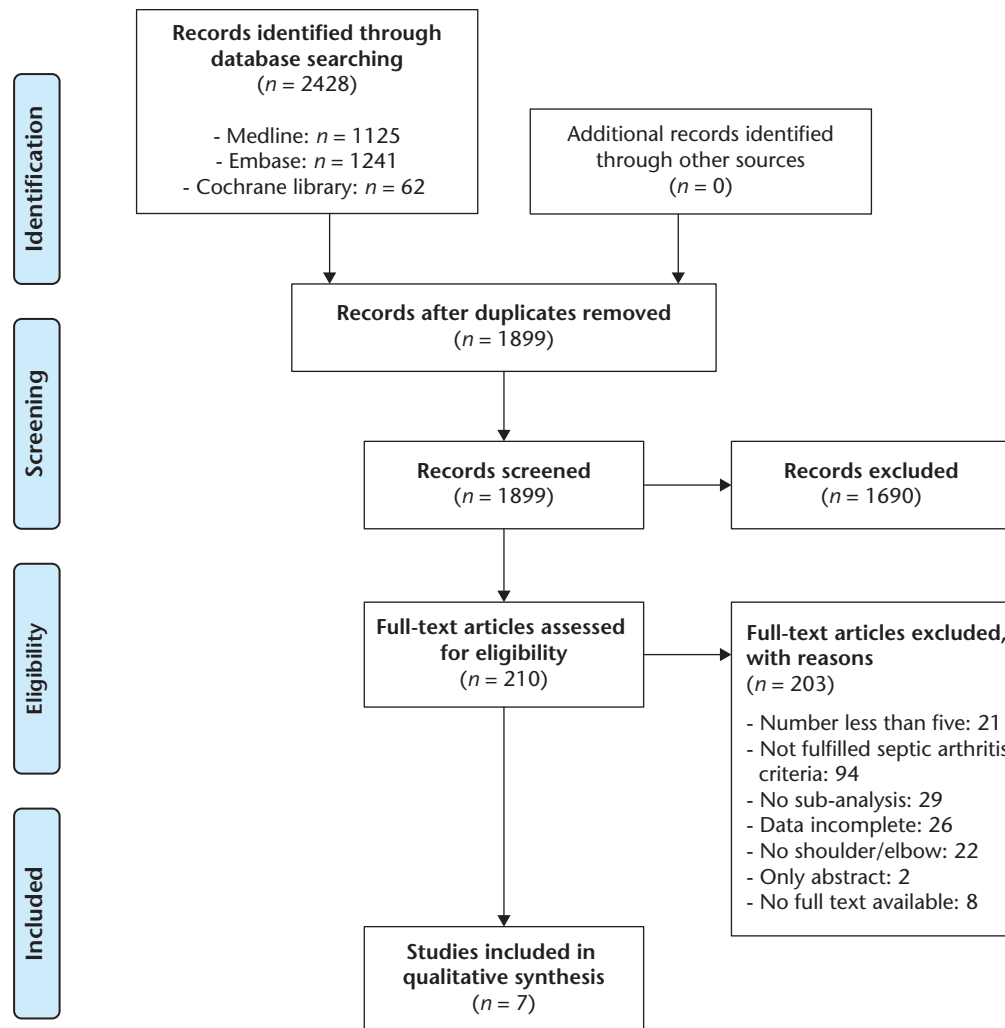 Identification
Records identified through
database searching
(n = 2428)
- Medline: n = 1125
- Embase: n = 1241
- Cochrane library: n = 62
Additional records identified
through other sources
(n = 0)
Records after duplicates removed
(n = 1899)
Screening
Records screened
(n = 1899)
Records excluded
(n = 1690)
Eligibility
Full-text articles assessed
for eligibility
(n = 210)
Full-text articles excluded,
with reasons
(n = 203)
- Number less than five: 21
- Not fulfilled septic arthritis
criteria: 94
- No sub-analysis: 29
- Data incomplete: 26
- No shoulder/elbow: 22
- Only abstract: 2
- No full text available: 8
Included
Studies included in
qualitative synthesis
(n = 7)